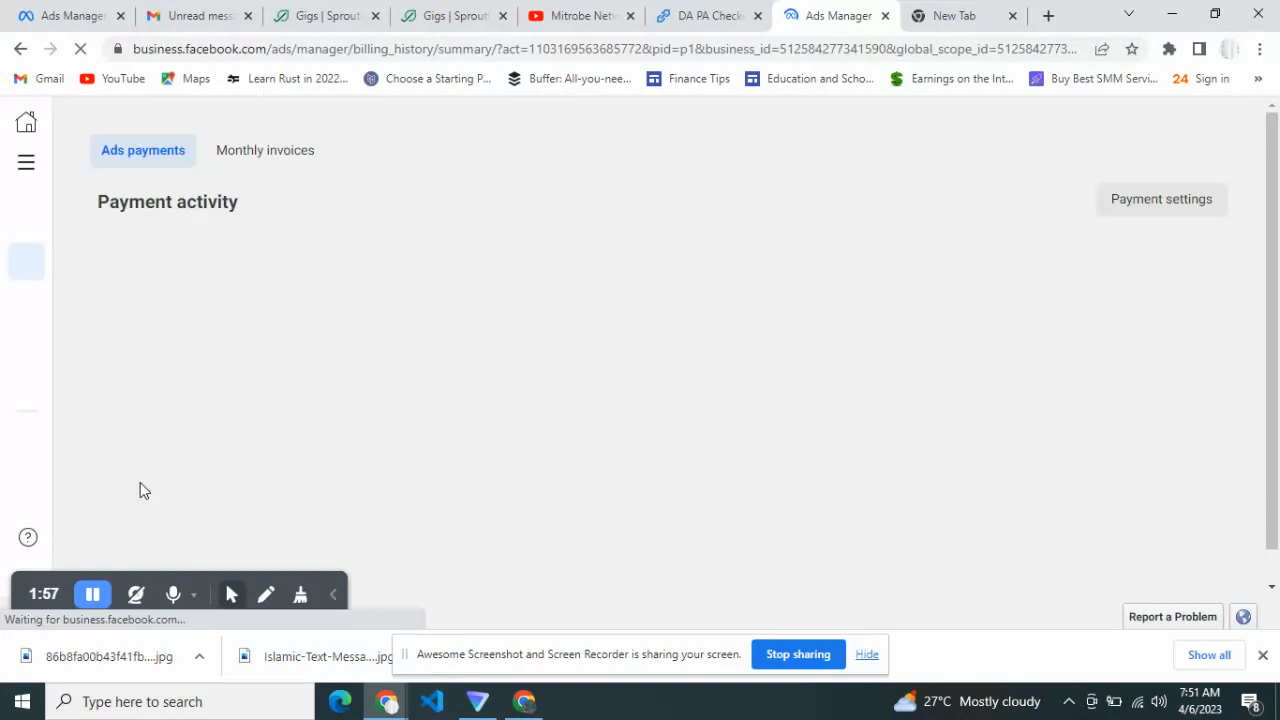 Ads Manager
Unread mess
Gigs | Sprout
Gigs | Sprout
Mitrobe Netw
DA PA Check
Ads Manager
New Tab
business.facebook.com/ads/manager/billing_history/summary/?act=1103169563685772&pid=p1&business_id=512584277341590&global_scope_id=5125842773...
Gmail
YouTube
Maps
Learn Rust in 2022...
Choose a Starting P...
Buffer: All-you-nee...
Finance Tips
Education and Scho...
Earnings on the Int...
Buy Best SMM Servi...
24 Sign in
»
Ads payments
Monthly invoices
Payment activity
Payment settings
?
1:57
Waiting for business.facebook.com...
Report a Problem
86b8fa00b43f41fb....jpg
Islamic-Text-Messa....jpg
Awesome Screenshot and Screen Recorder is sharing your screen.
Stop sharing
Hide
Show all
Type here to search
27°C Mostly cloudy
7:51 AM
4/6/2023
8